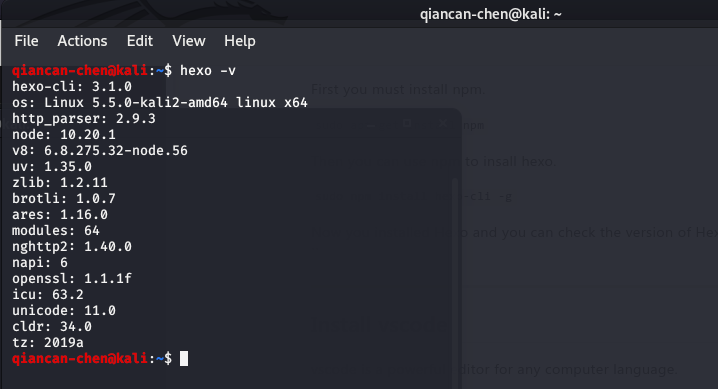 qiancan-chen@kali: ~
File Actions Edit View Help
qiancan-chen@kali:~$ hexo -v
hexo-cli: 3.1.0
os: Linux 5.5.0-kali2-amd64 linux x64
http_parser: 2.9.3
node: 10.20.1
v8: 6.8.275.32-node.56
uv: 1.35.0
zlib: 1.2.11
brotli: 1.0.7
ares: 1.16.0
modules: 64
nghttp2: 1.40.0
napi: 6
openssl: 1.1.1f
icu: 63.2
unicode: 11.0
cldr: 34.0
tz: 2019a
qiancan-chen@kali:~$
First you must install npm.
npm
to insall hexo
-cli -g
and you can check the version of Hex
editor for any computer language